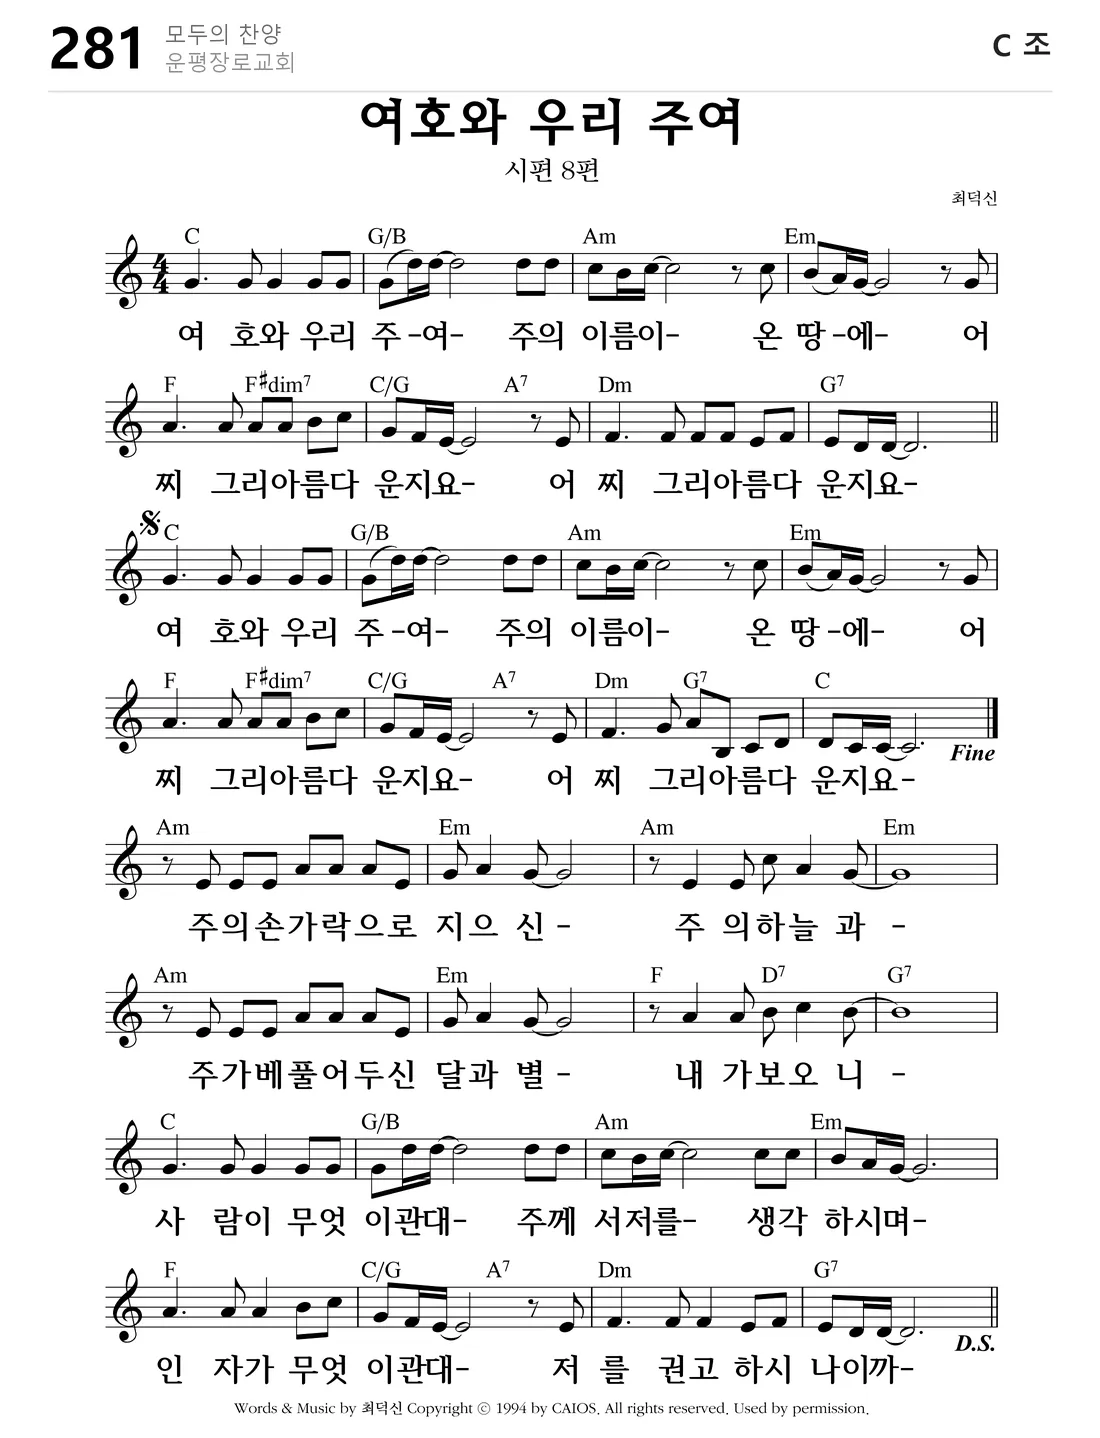 281 모두의 찬양
운평장로교회
C 조
여호와 우리 주여
시편 8편
최덕신
C G/B Am Em
여 호와 우리 주 -여- 주의 이름이- 온 땅 -에- 어
F F#dim7 C/G A7 Dm G7
찌 그리아름다 운지요- 어 찌 그리아름다 운지요-
C G/B Am Em
여 호와 우리 주 -여- 주의 이름이- 온 땅 -에- 어
F F#dim7 C/G A7 Dm G7 C
Fine
찌 그리아름다 운지요- 어 찌 그리아름다 운지요-
Am Em Am Em
주의손가락으로 지으 신- 주 의하늘 과 -
Am Em F D7 G7
주가베풀어두신 달과 별- 내 가보오 니 -
C G/B Am Em
사 람이 무엇 이관대- 주께 서저를- 생각 하시며-
F C/G A7 Dm G7
D.S.
인 자가 무엇 이관대- 저 를 권고 하시 나이까-
Words & Music by 최덕신 Copyright ⓒ 1994 by CAIOS. All rights reserved. Used by permission.